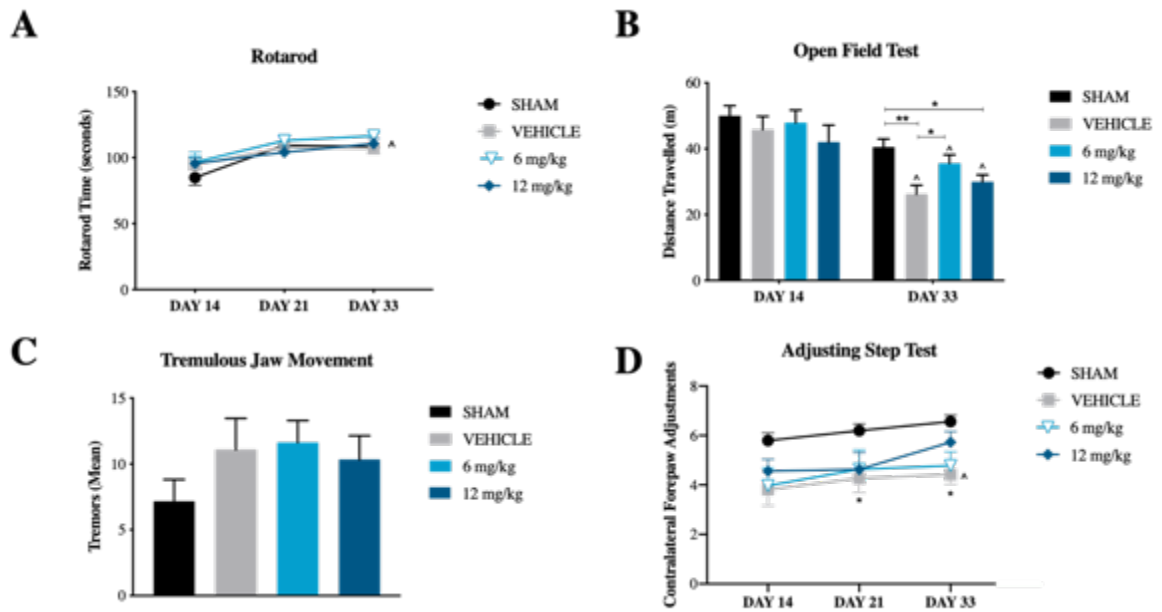 A
Rotarod
Rotarod Time (seconds)
150
100
50
0
DAY 14 DAY 21 DAY 33
^
SHAM
VEHICLE
6 mg/kg
12 mg/kg
B
Open Field Test
Distance Travelled (m)
60
40
20
0
DAY 14 DAY 33
*
**
*
^
^
^
SHAM
VEHICLE
6 mg/kg
12 mg/kg
C
Tremulous Jaw Movement
Tremors (Mean)
15
10
5
0
SHAM
VEHICLE
6 mg/kg
12 mg/kg
D
Adjusting Step Test
Contralateral Forepaw Adjustments
8
6
4
2
0
DAY 14 DAY 21 DAY 33
^
* *
SHAM
VEHICLE
6 mg/kg
12 mg/kg